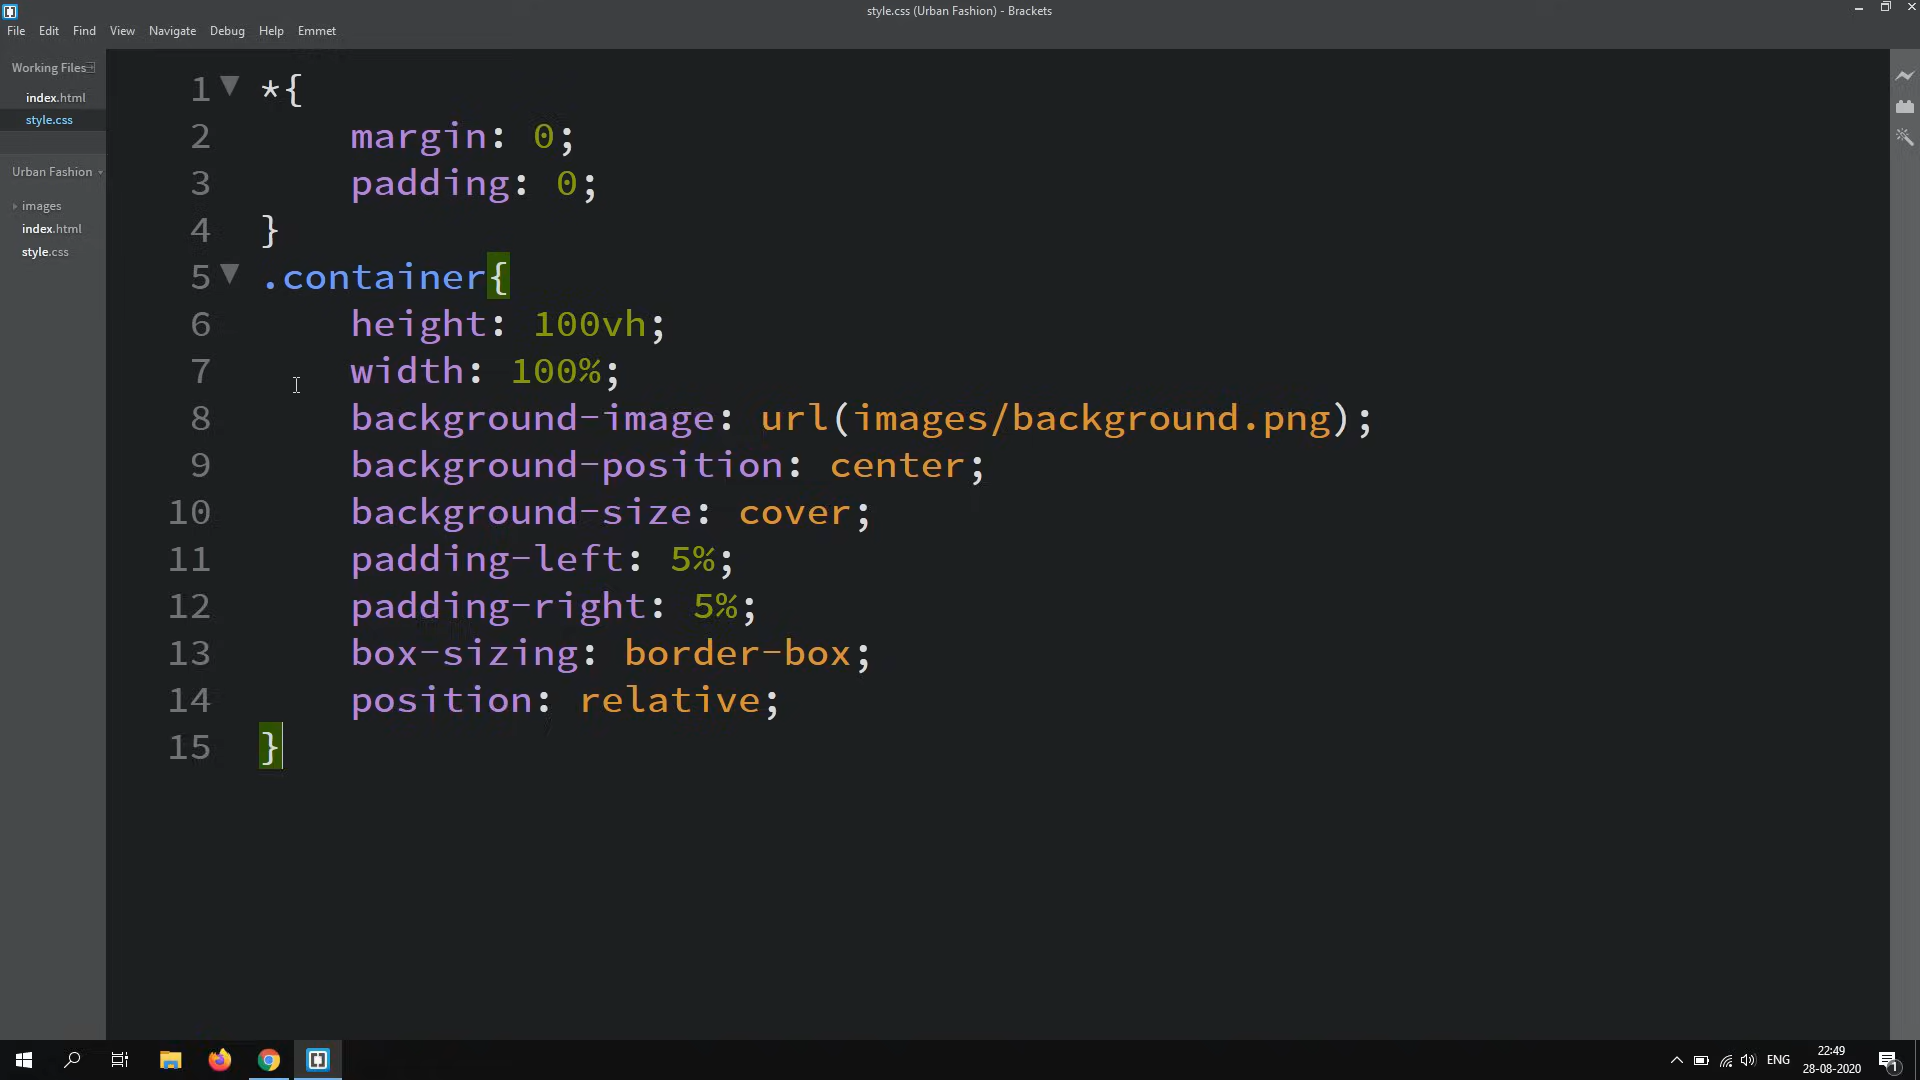 style.css (Urban Fashion) - Brackets
File Edit Find View Navigate Debug Help Emmet
Working Files
index.html
style.css
Urban Fashion
images
index.html
style.css
1 *{
2 margin: 0;
3 padding: 0;
4 }
5 .container{
6 height: 100vh;
7 width: 100%;
8 background-image: url(images/background.png);
9 background-position: center;
10 background-size: cover;
11 padding-left: 5%;
12 padding-right: 5%;
13 box-sizing: border-box;
14 position: relative;
15 }
ENG
22:49
28-08-2020
1